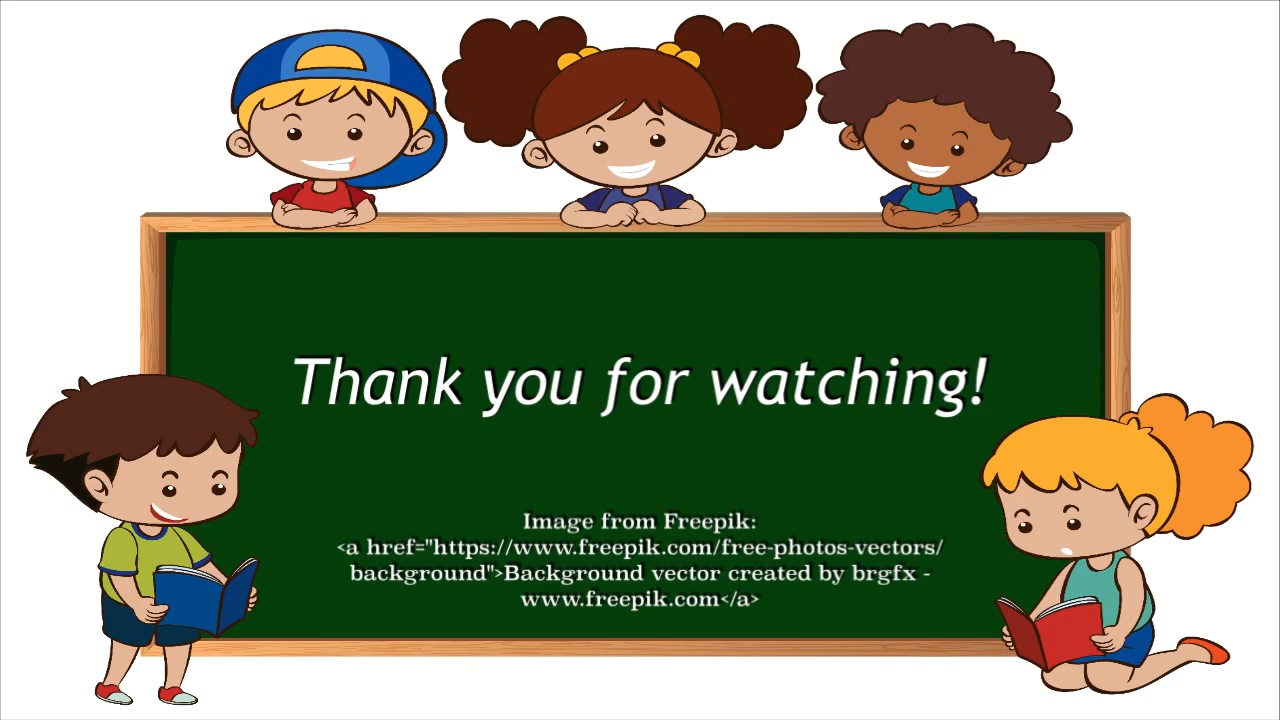 Thank you for watching!
Image from Freepik:
<a href="https://www.freepik.com/free-photos-vectors/
background">Background vector created by brgfx -
www.freepik.com</a>